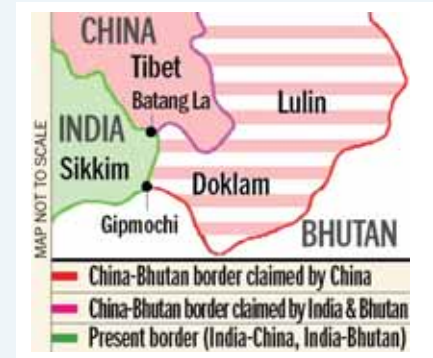 CHINA
Tibet
Batang La
Lulin
INDIA
Sikkim
Doklam
Gipmochi
BHUTAN
MAP NOT TO SCALE
China-Bhutan border claimed by China
China-Bhutan border claimed by India & Bhutan
Present border (India-China, India-Bhutan)